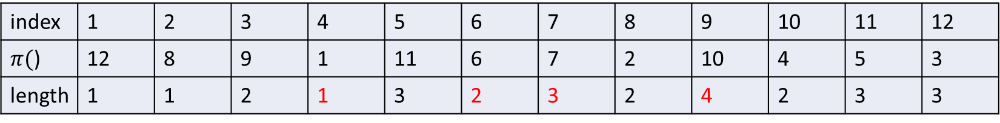 index 1 2 3 4 5 6 7 8 9 10 11 12
π() 12 8 9 1 11 6 7 2 10 4 5 3
length 1 1 2 1 3 2 3 2 4 2 3 3